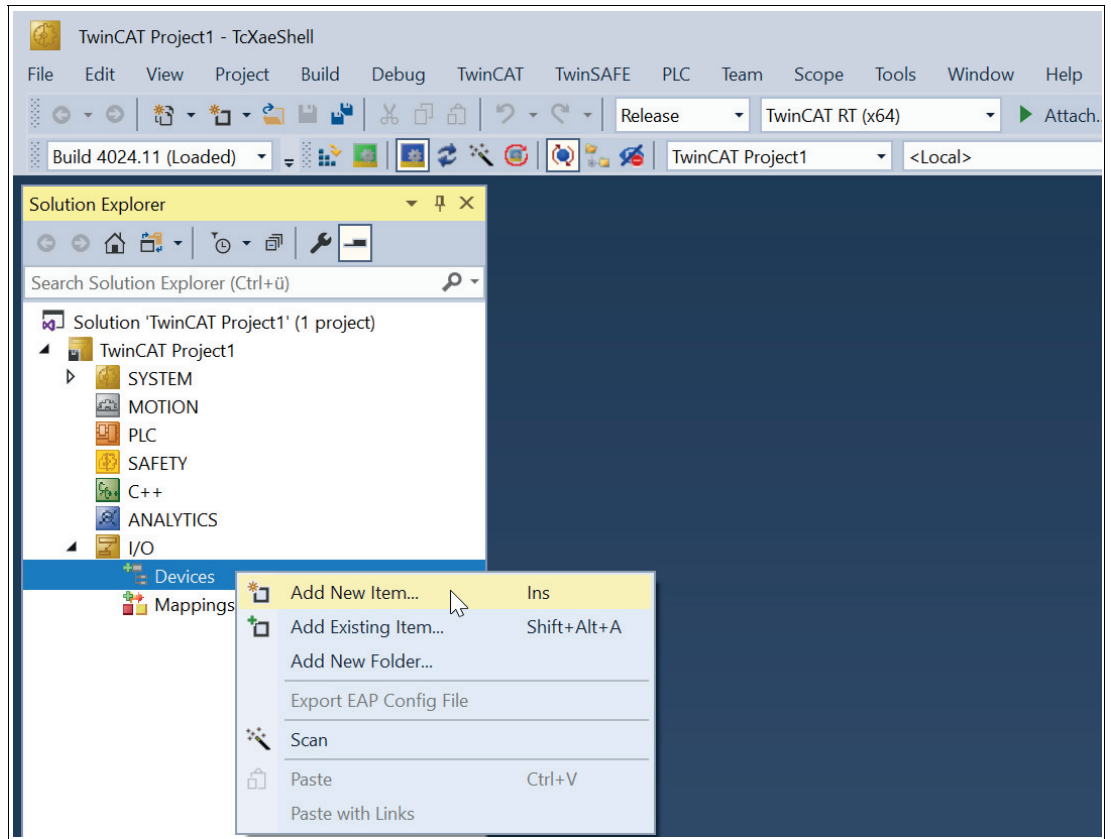 TwinCAT Project1 - TcXaeShell
File Edit View Project Build Debug TwinCAT TwinSAFE PLC Team Scope Tools Window Help
Release TwinCAT RT (x64) Attach.
Build 4024.11 (Loaded) TwinCAT Project1 <Local>
Solution Explorer
Search Solution Explorer (Ctrl+ü)
Solution 'TwinCAT Project1' (1 project)
TwinCAT Project1
SYSTEM
MOTION
PLC
SAFETY
C++
ANALYTICS
I/O
Devices
Mappings
Add New Item... Ins
Add Existing Item... Shift+Alt+A
Add New Folder...
Export EAP Config File
Scan
Paste Ctrl+V
Paste with Links